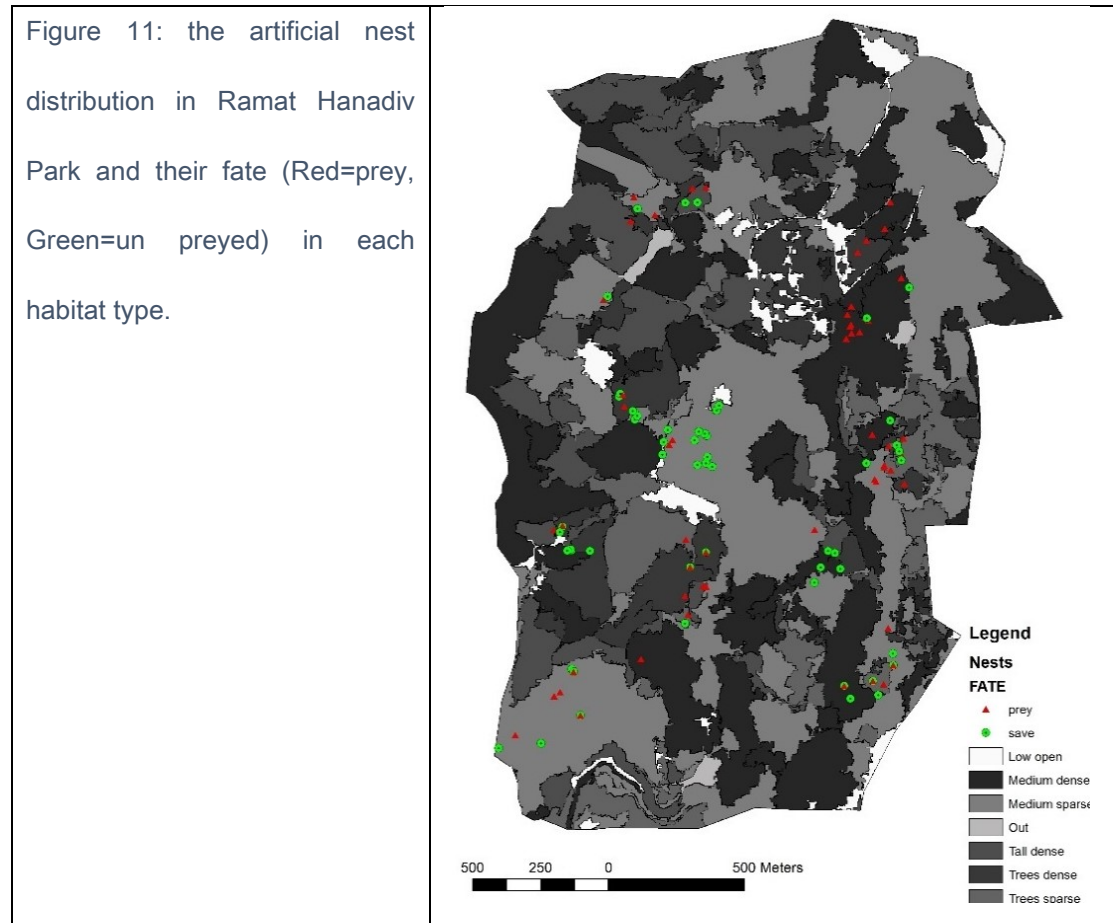 Figure 11: the artificial nest
distribution in Ramat Hanadiv
Park and their fate (Red=prey,
Green=un preyed) in each
habitat type.
Legend
Nests
FATE
prey
save
Low open
Medium dense
Medium sparse
Out
Tall dense
Trees dense
Trees sparse
500 250 0 500 Meters